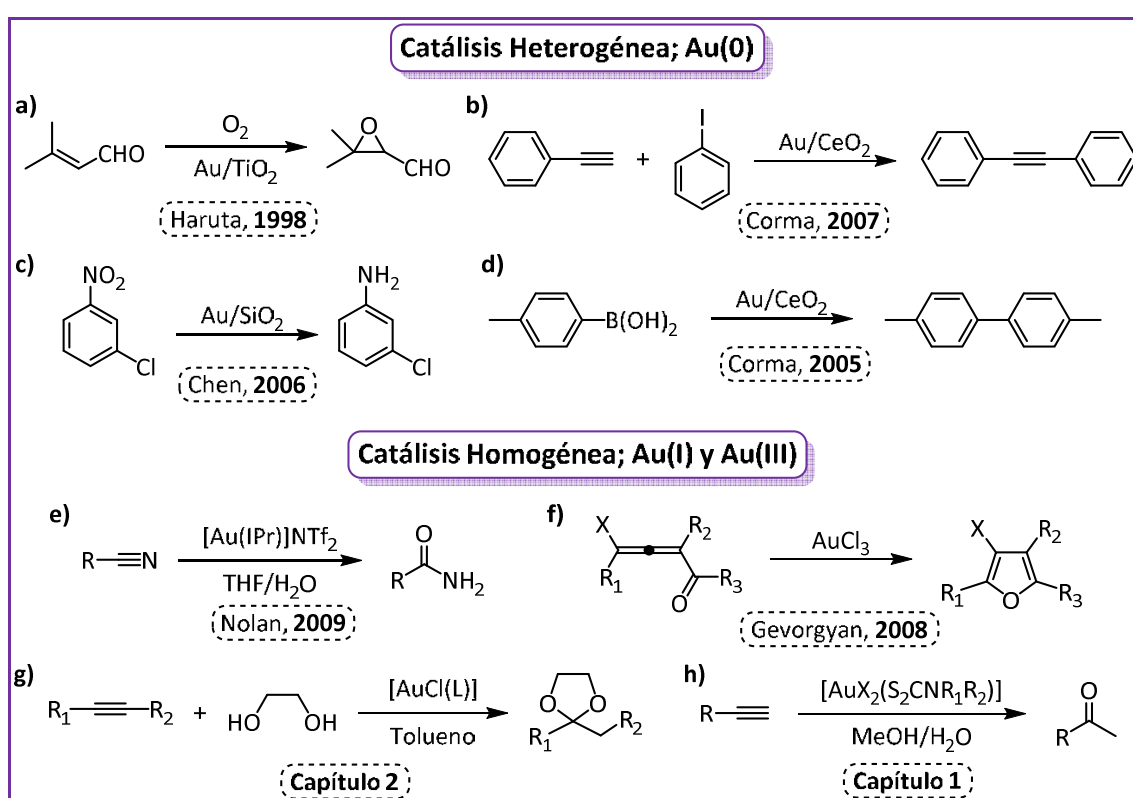 Catálisis Heterogénea; Au(0)
a)
CHO
O2
Au/TiO2
O
CHO
Haruta, 1998
b)
+
I
Au/CeO2
Corma, 2007
c)
NO2
Cl
Au/SiO2
NH2
Cl
Chen, 2006
d)
B(OH)2
Au/CeO2
Corma, 2005
Catálisis Homogénea; Au(I) y Au(III)
e)
R
N
[Au(IPr)]NTf2
THF/H2O
O
R
NH2
Nolan, 2009
f)
X
R2
R1
R3
O
AuCl3
X
R2
R1
O
R3
Gevorgyan, 2008
g)
R1
R2
+
HO
OH
[AuCl(L)]
Tolueno
O
O
R1
R2
Capítulo 2
h)
R
[AuX2(S2CNR1R2)]
MeOH/H2O
O
R
Capítulo 1